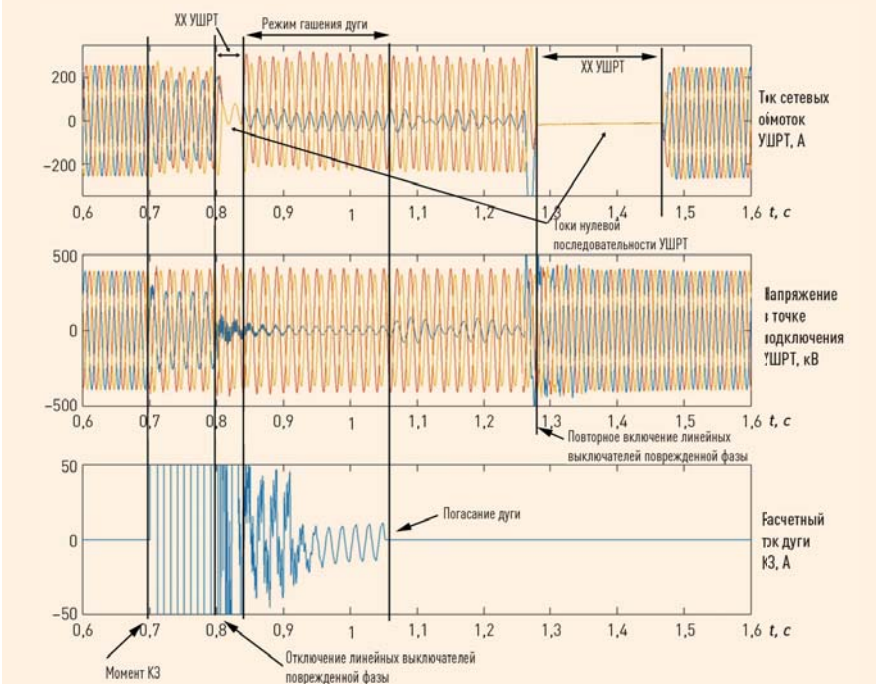 ХХ УШРТ
Режим гашения дуги
200
0
−200
ХХ УШРТ
Ток сетевых
обмоток
УШРТ, А
0,6 0,7 0,8 0,9 1 1,1 1,2 1,3 1,4 1,5 1,6 t, с
Токи нулевой
последовательности УШРТ
500
0
−500
Напряжение
в точке
подключения
УШРТ, кВ
0,6 0,7 0,8 0,9 1 1,1 1,2 1,3 1,4 1,5 1,6 t, с
Повторное включение линейных
выключателей поврежденной фазы
50
0
−50
Погасание дуги
Расчетный
ток дуги
КЗ, А
0,6 0,7 0,8 0,9 1 1,1 1,2 1,3 1,4 1,5 1,6 t, с
Момент КЗ
Отключение линейных выключателей
поврежденной фазы